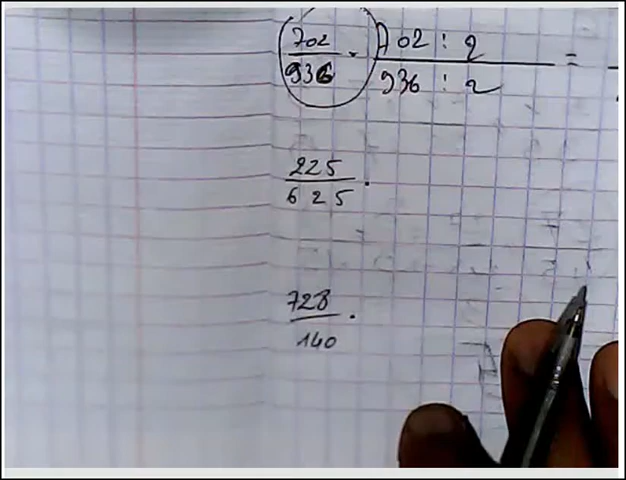 702/936 = 702 : 2/936 : 2 =
225/625
728/140